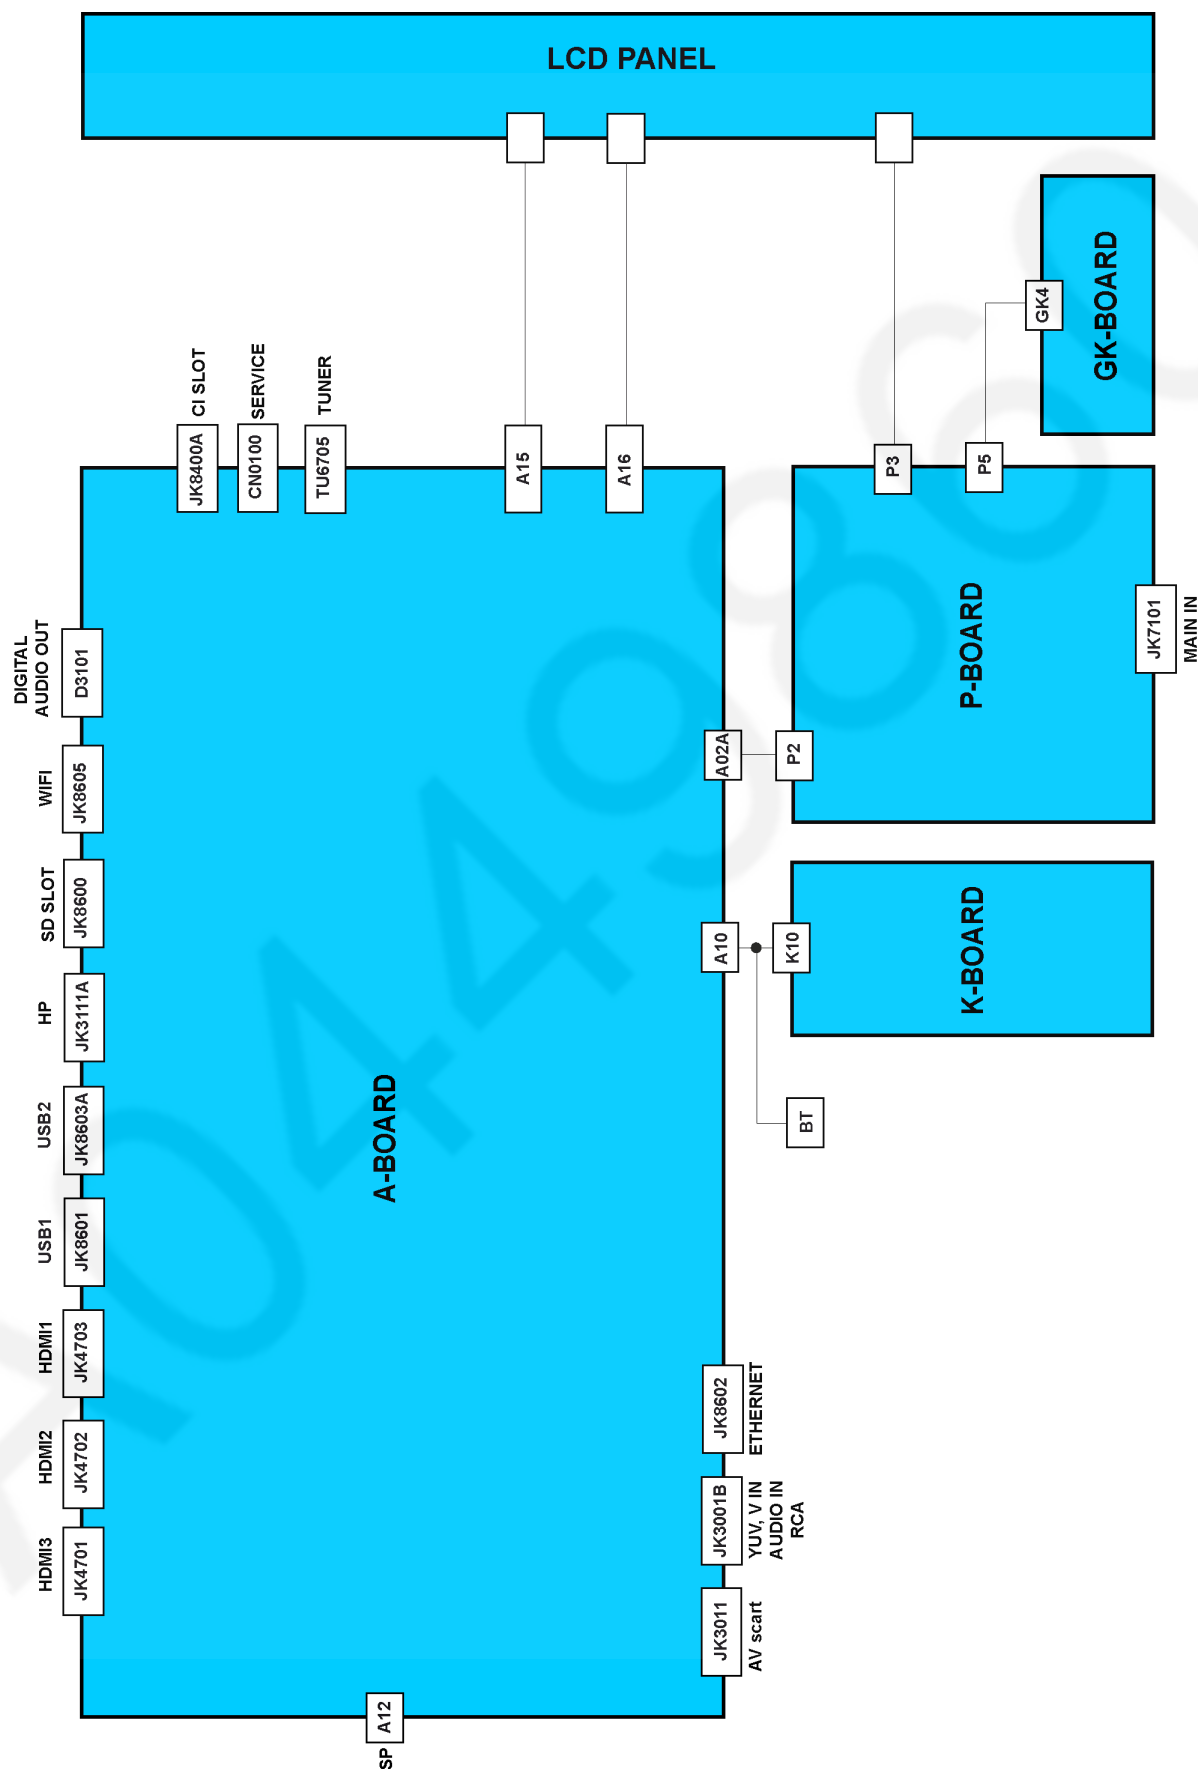 LCD PANEL
GK-BOARD
GK4
CI SLOT
SERVICE
TUNER
JK8400A
CN0100
TU6705
A15
A16
P3
P5
DIGITAL
AUDIO OUT
D3101
P-BOARD
JK7101
MAIN IN
WIFI
JK8605
A02A
P2
SD SLOT
JK8600
A10
K10
K-BOARD
HP
JK3111A
USB2
JK8603A
A-BOARD
BT
USB1
JK8601
HDMI1
JK4703
JK8602
ETHERNET
HDMI2
JK4702
JK3001B
YUV, V IN
AUDIO IN
RCA
HDMI3
JK4701
JK3011
AV scart
A12
SP
A0449860